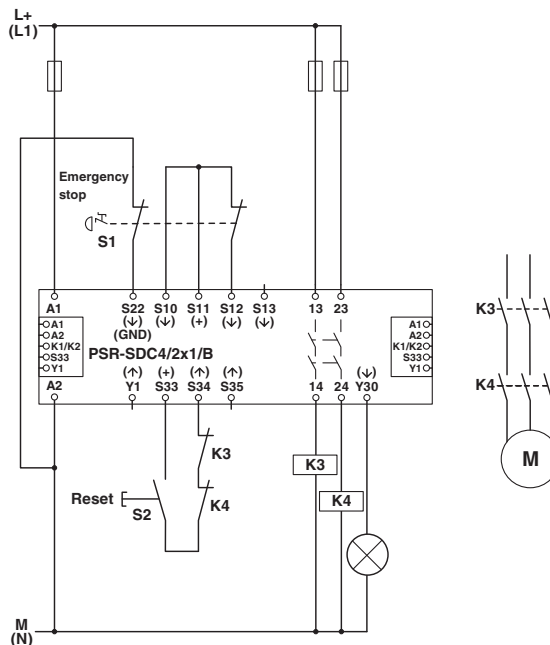 L+
(L1)
Emergency
stop
S1
A1 S22 S10 S11 S12 S13 13 23
(↓) (↓) (+) (↓) (↓)
(GND)
A1
A2
K1/K2
S33
Y1
PSR-SDC4/2x1/B
A1
A2
K1/K2
S33
Y1
(↑) (+) (↑) (↑) (↓)
A2 Y1 S33 S34 S35 14 24 Y30
K3
K4
Reset
S2
K3
K4
K3
K4
M
M
(N)